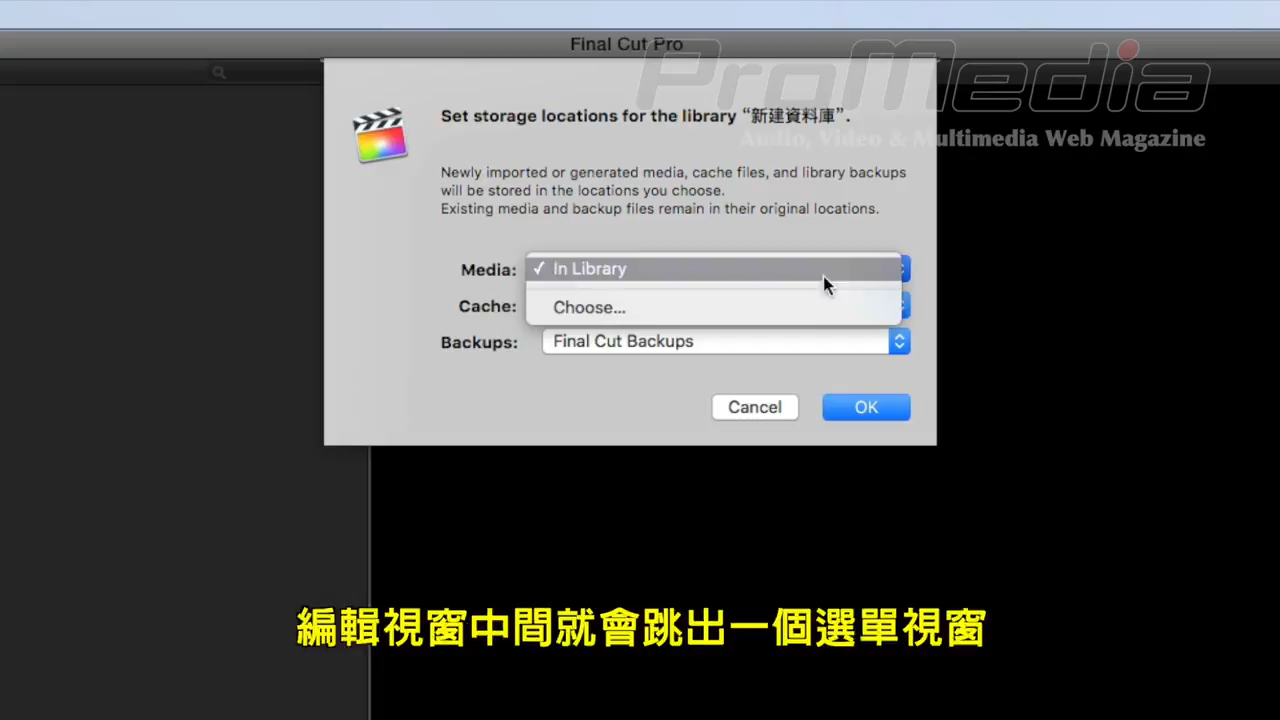 Final Cut Pro
ProMedia
Audio, Video & Multimedia Web Magazine
Set storage locations for the library “新建資料庫”.
Newly imported or generated media, cache files, and library backups
will be stored in the locations you choose.
Existing media and backup files remain in their original locations.
Media: ✓ In Library
Cache: Choose...
Backups: Final Cut Backups
Cancel OK
編輯視窗中間就會跳出一個選單視窗